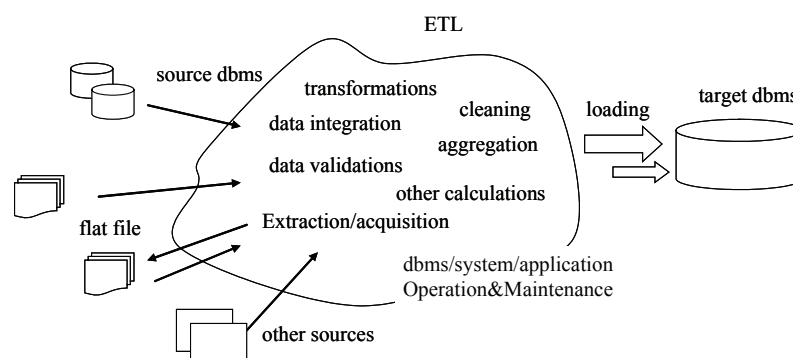 ETL
source dbms
transformations
cleaning
loading
target dbms
data integration
aggregation
data validations
other calculations
flat file
Extraction/acquisition
dbms/system/application
Operation&Maintenance
other sources